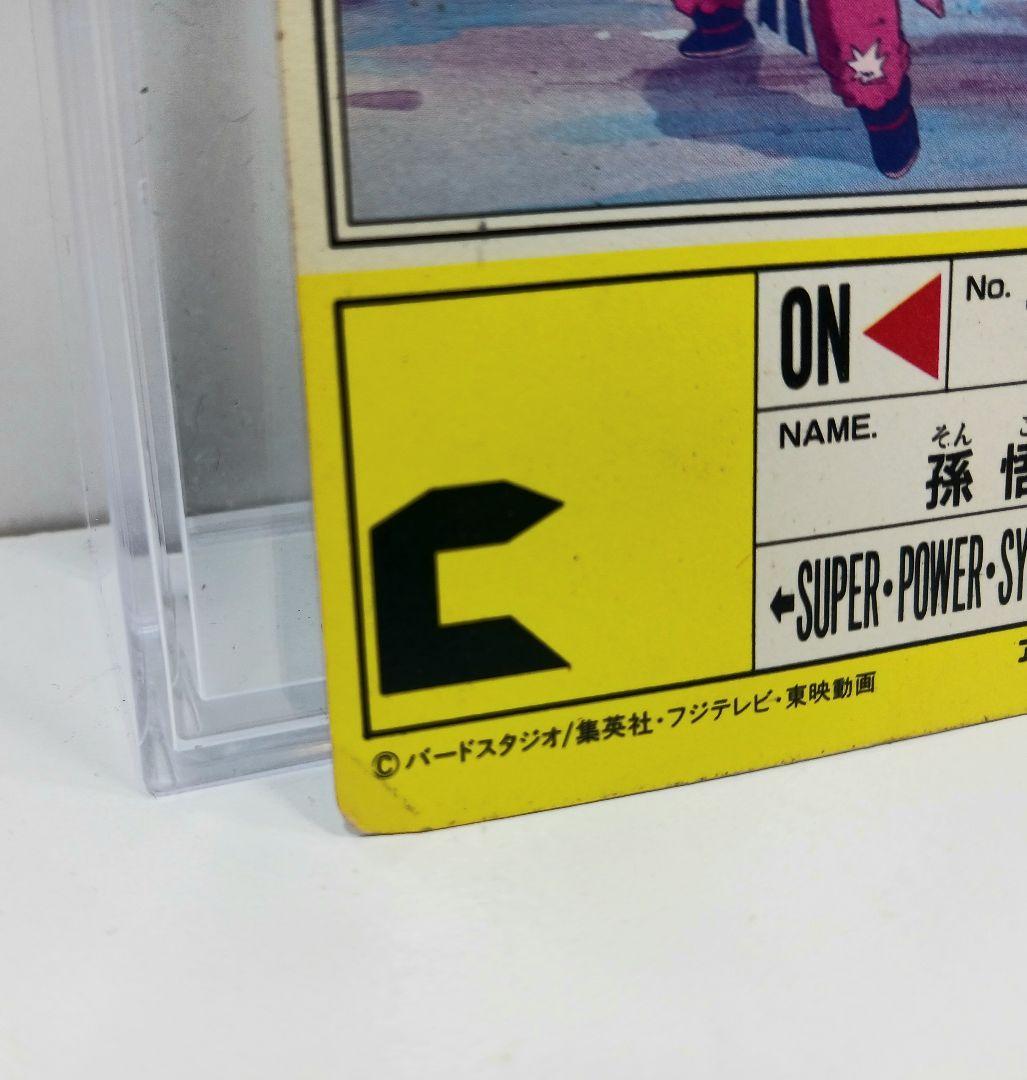 ON
No.
NAME.
そん
孫
SUPER・POWER・SY
©バードスタジオ/集英社・フジテレビ・東映動画